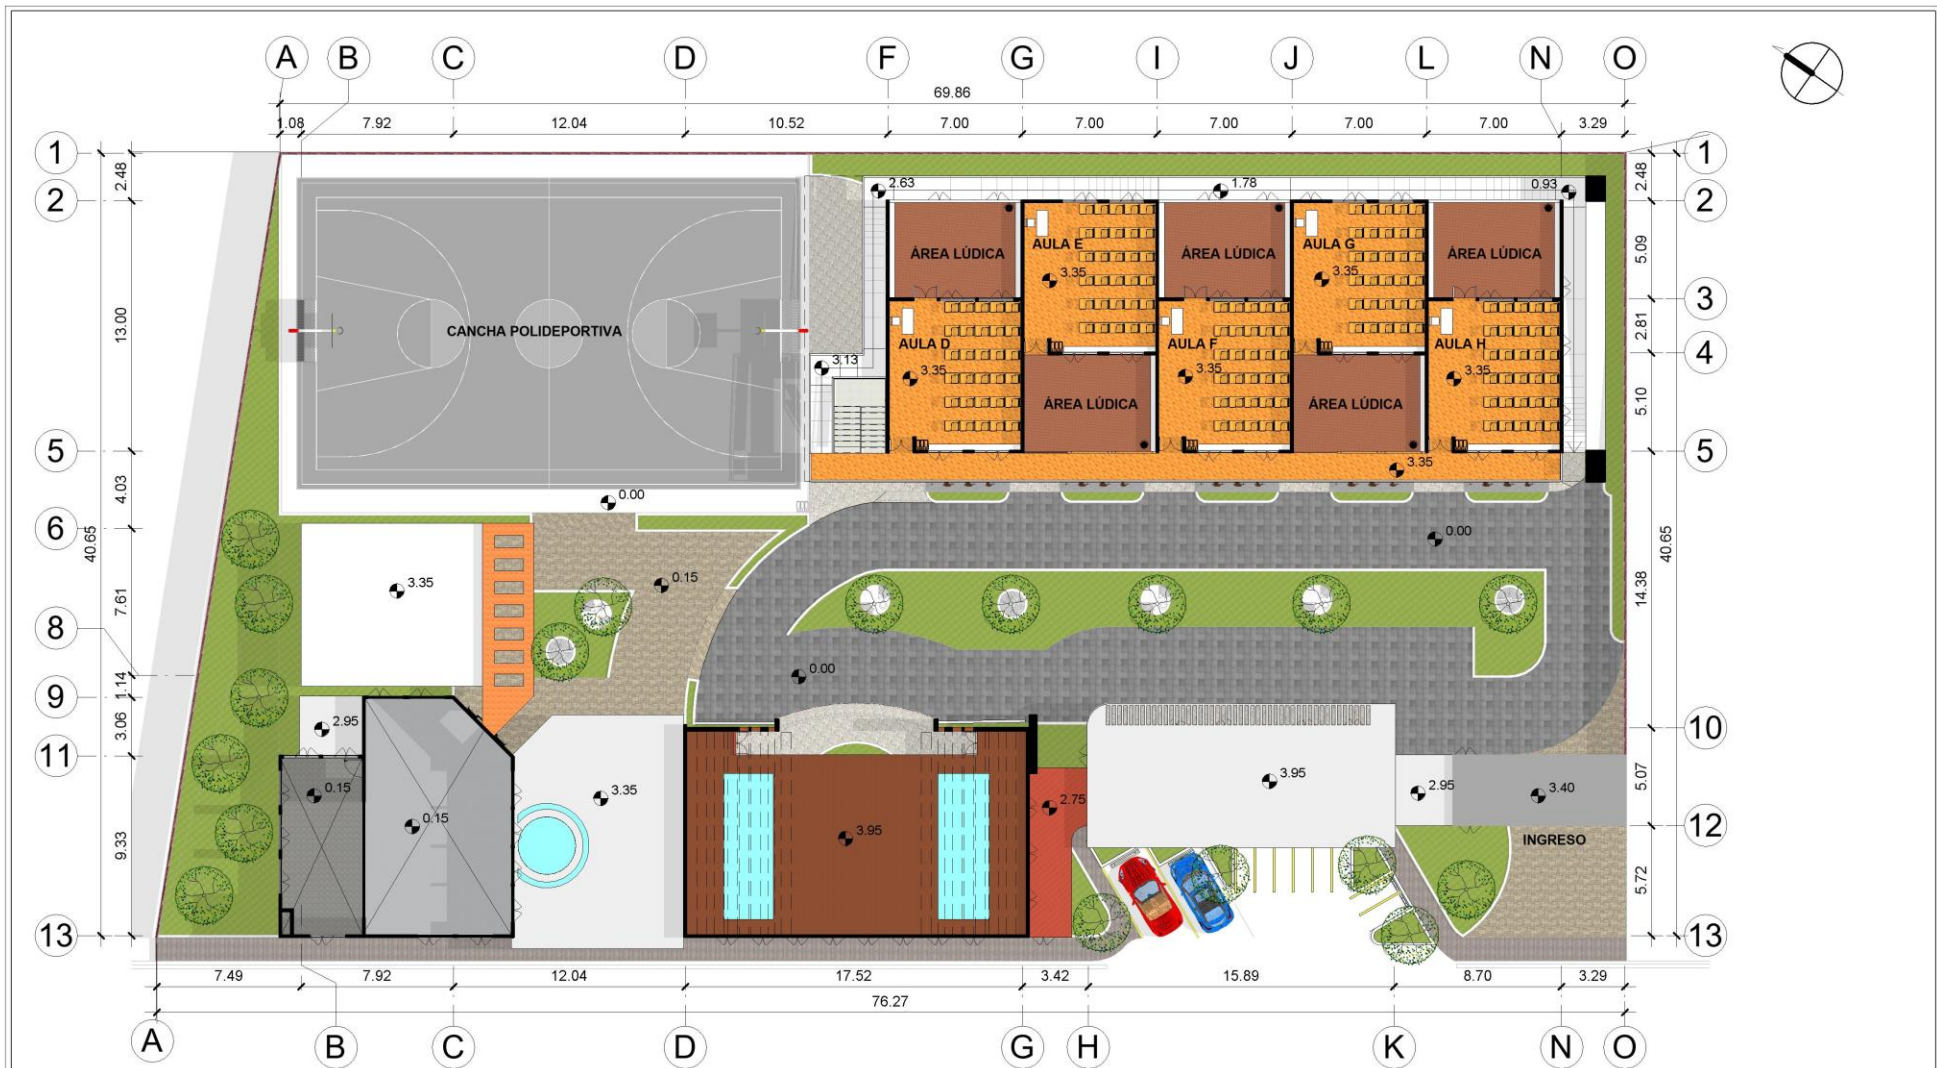 A B C D F G I J L N O
69.86
1.08 7.92 12.04 10.52 7.00 7.00 7.00 7.00 7.00 3.29
1 1
2.48 2.48
2.63 1.78 0.93
2 2
5.09
AULA E AULA G
ÁREA LÚDICA ÁREA LÚDICA ÁREA LÚDICA
3.35 3.35
3 3
13.00 CANCHA POLIDEPORTIVA 2.81
AULA D AULA F AULA H
4 3.13 4
3.35 3.35 3.35
5.10
ÁREA LÚDICA ÁREA LÚDICA
5 5
3.35
4.03 0.00
6 0.00
40.65 40.65
3.35 0.15 14.38
7.61
8
0.00
1.14
9
3.06 2.95 10
11
0.15 3.35 3.95 2.95 3.40 5.07
2.75
0.15 3.95 12
9.33 INGRESO
5.72
13 13
7.49 7.92 12.04 17.52 3.42 15.89 8.70 3.29
76.27
A B C D G H K N O